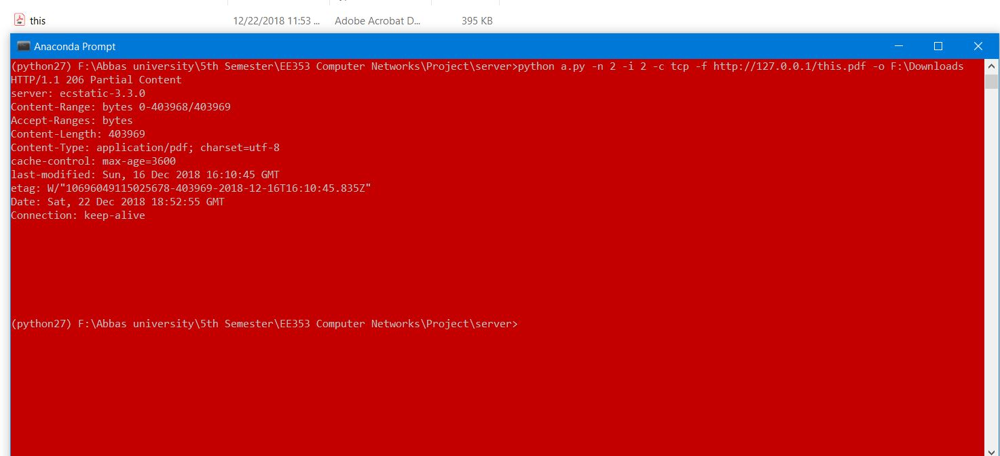 this 12/22/2018 11:53 ... Adobe Acrobat D... 395 KB
Anaconda Prompt
(python27) F:\Abbas university\5th Semester\EE353 Computer Networks\Project\server>python a.py -n 2 -i 2 -c tcp -f http://127.0.0.1/this.pdf -o F:\Downloads
HTTP/1.1 206 Partial Content
server: ecstatic-3.3.0
Content-Range: bytes 0-403968/403969
Accept-Ranges: bytes
Content-Length: 403969
Content-Type: application/pdf; charset=utf-8
cache-control: max-age=3600
last-modified: Sun, 16 Dec 2018 16:10:45 GMT
etag: W/"10696049115025678-403969-2018-12-16T16:10:45.835Z"
Date: Sat, 22 Dec 2018 18:52:55 GMT
Connection: keep-alive
(python27) F:\Abbas university\5th Semester\EE353 Computer Networks\Project\server>